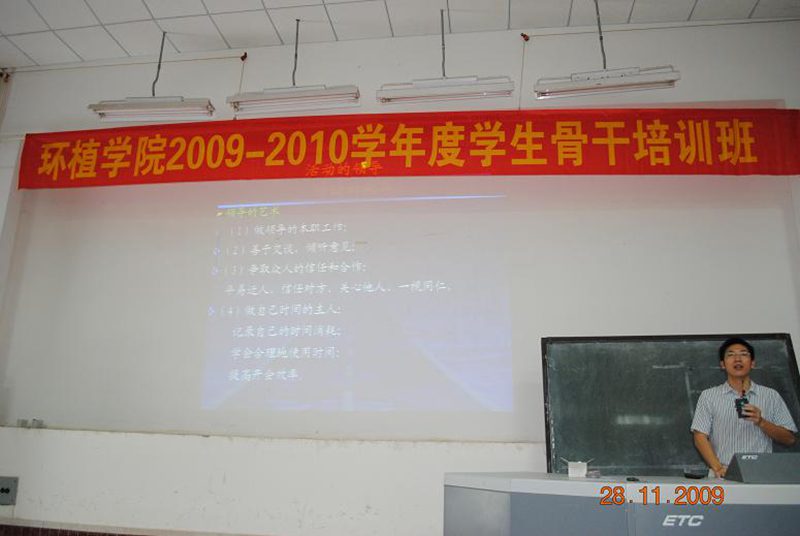 环植学院2009-2010学年度学生骨干培训班
活动的领导
领导的艺术
（1）做领导的本职工作；
（2）善于交谈，倾听意见；
（3）争取众人的信任和合作；
平易近人、信任对方、关心他人、一视同仁。
（4）做自己时间的主人；
记录自己的时间消耗；
学会合理地使用时间；
提高开会效率
ETC
ETC
28.11.2009